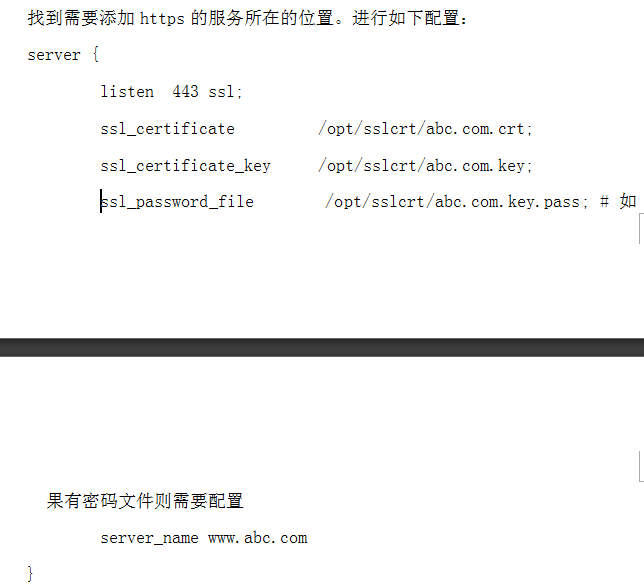 找到需要添加 https 的服务所在的位置。进行如下配置：
server {
listen  443 ssl;
ssl_certificate          /opt/sslcrt/abc.com.crt;
ssl_certificate_key      /opt/sslcrt/abc.com.key;
ssl_password_file        /opt/sslcrt/abc.com.key.pass; # 如
果有密码文件则需要配置
server_name www.abc.com
}